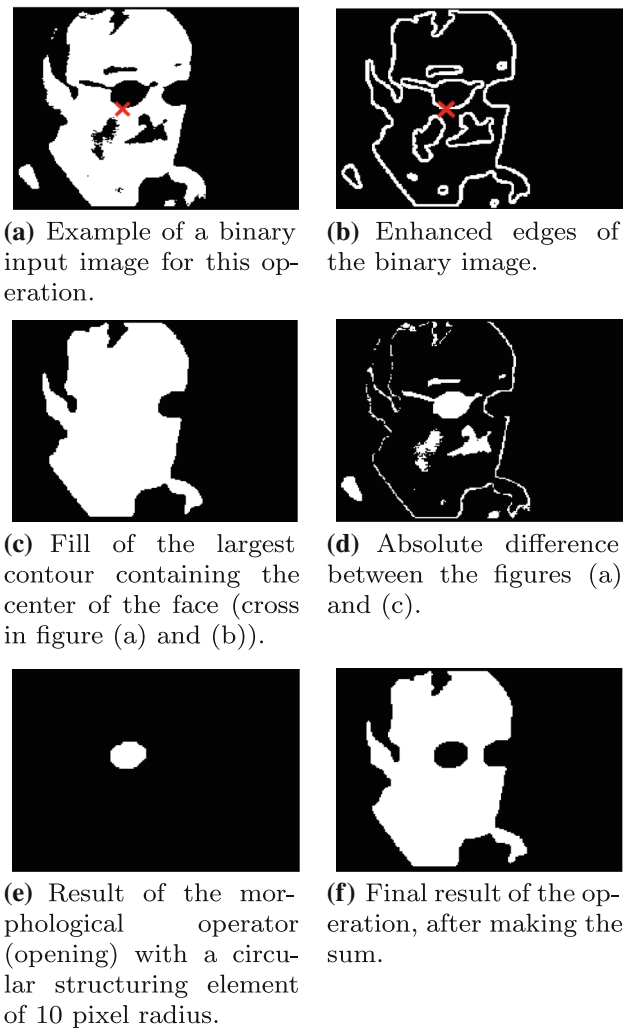 (a) Example of a binary
input image for this op-
eration.
(b) Enhanced edges of
the binary image.
(c) Fill of the largest
contour containing the
center of the face (cross
in figure (a) and (b)).
(d) Absolute difference
between the figures (a)
and (c).
(e) Result of the mor-
phological operator
(opening) with a circu-
lar structuring element
of 10 pixel radius.
(f) Final result of the op-
eration, after making the
sum.